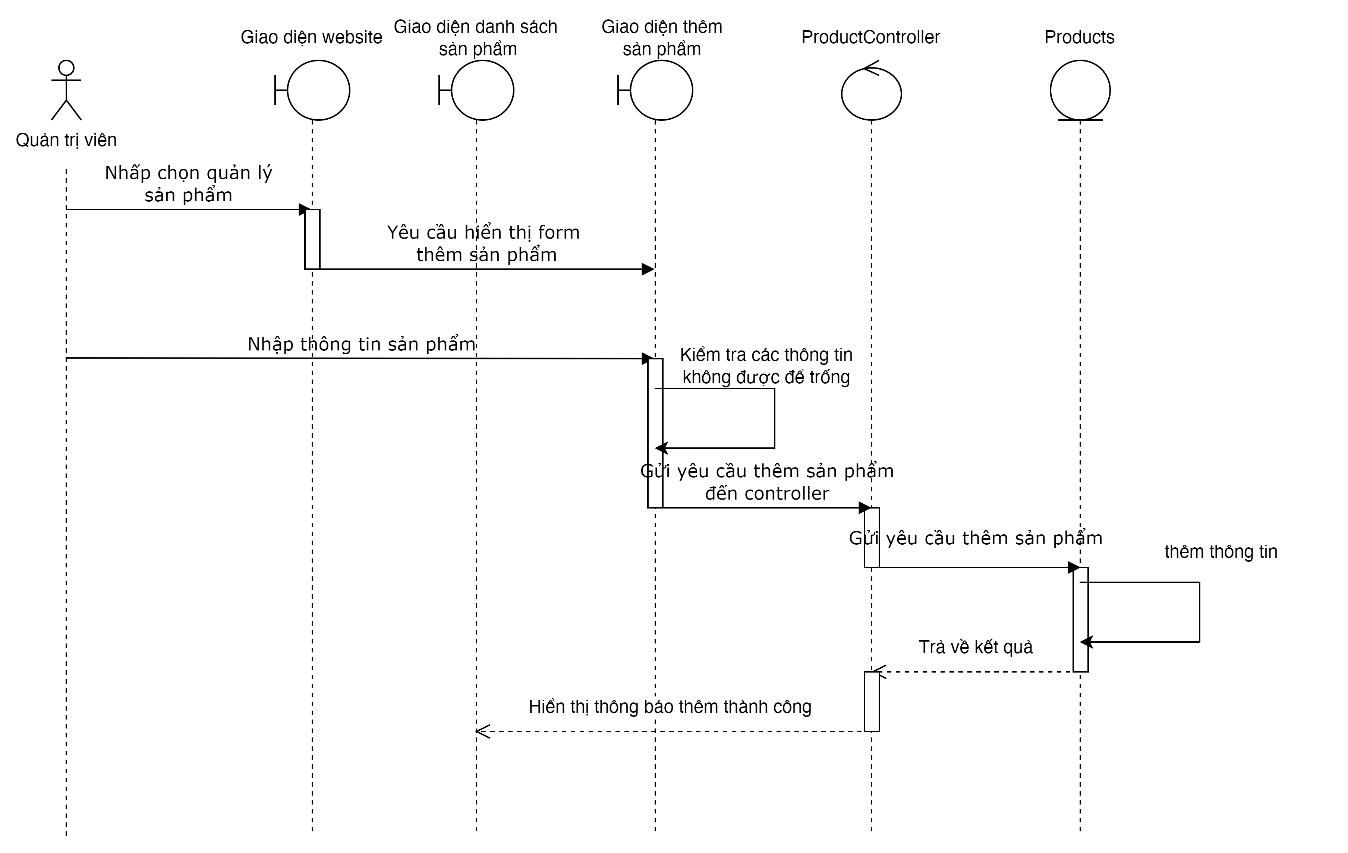 Giao diện website
Giao diện danh sách
sản phẩm
Giao diện thêm
sản phẩm
ProductController
Products
Quản trị viên
Nhấp chọn quản lý
sản phẩm
Yêu cầu hiển thị form
thêm sản phẩm
Nhập thông tin sản phẩm
Kiểm tra các thông tin
không được để trống
Gửi yêu cầu thêm sản phẩm
đến controller
Gửi yêu cầu thêm sản phẩm
thêm thông tin
Trả về kết quả
Hiển thị thông báo thêm thành công